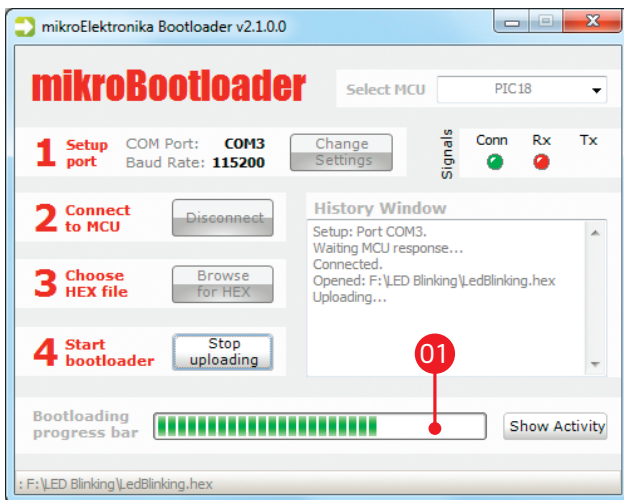 mikroElektronika Bootloader v2.1.0.0
mikroBootloader
Select MCU
PIC18
1 Setup port
COM Port: COM3
Baud Rate: 115200
Change Settings
Signals
Conn Rx Tx
2 Connect to MCU
Disconnect
History Window
Setup: Port COM3.
Waiting MCU response...
Connected.
Opened: F:\LED Blinking\LedBlinking.hex
Uploading...
3 Choose HEX file
Browse for HEX
4 Start bootloader
Stop uploading
01
Bootloading progress bar
Show Activity
: F:\LED Blinking\LedBlinking.hex